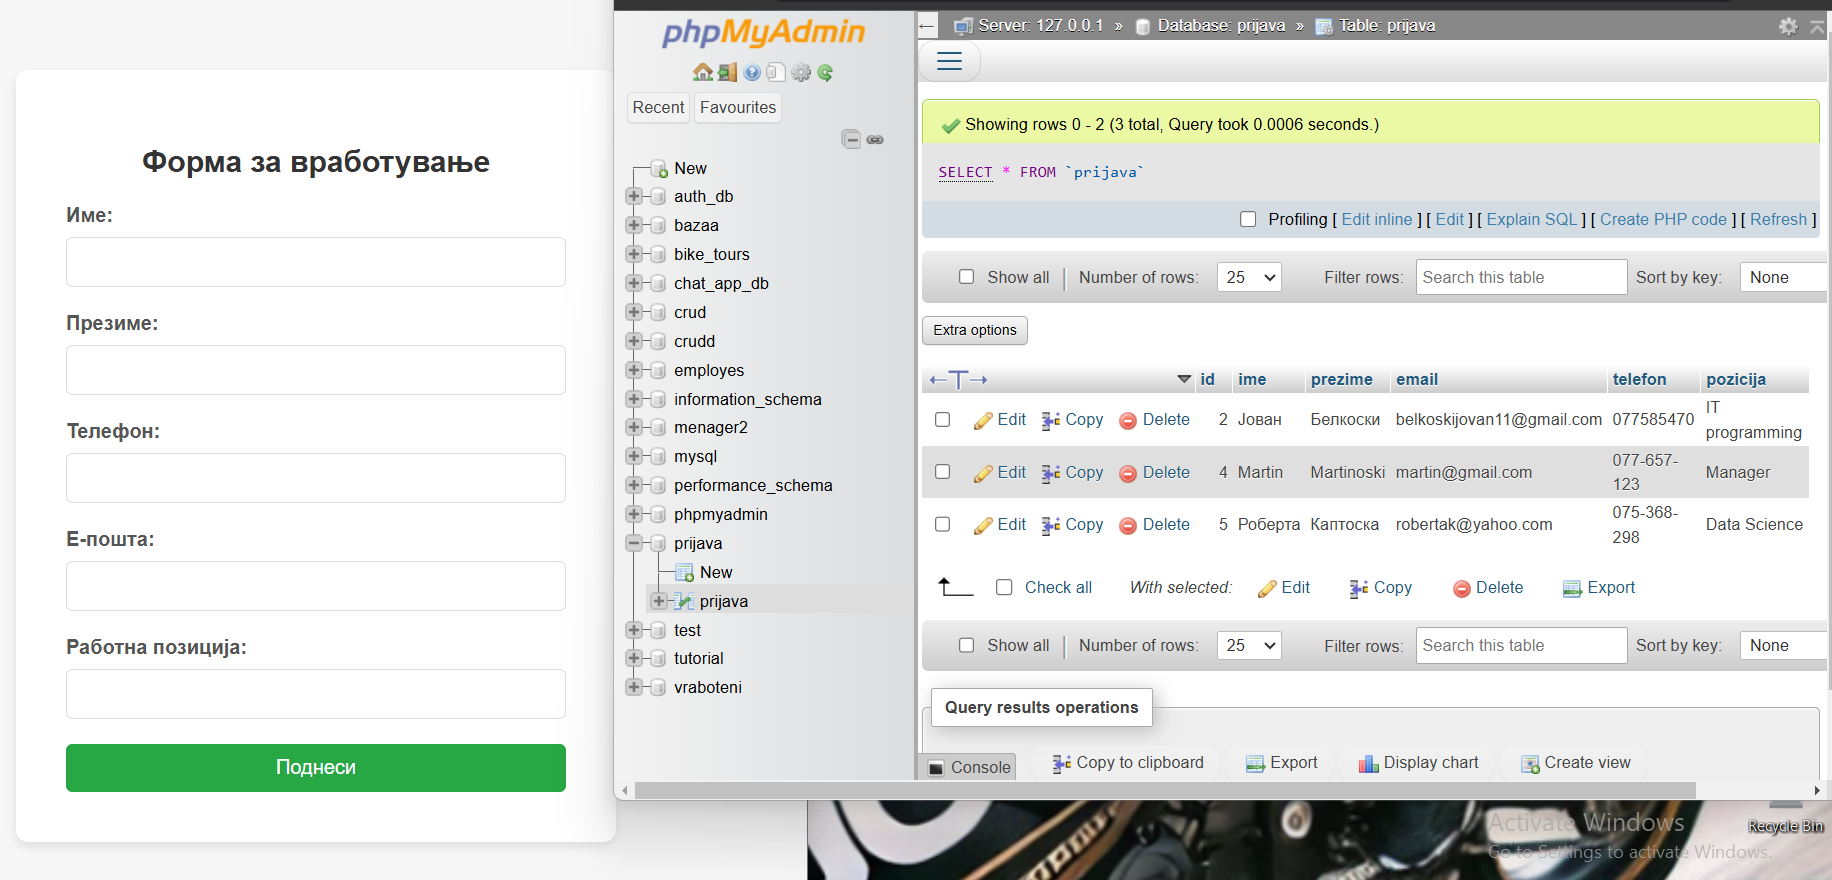 Форма за вработување
Име:
Презиме:
Телефон:
Е-пошта:
Работна позиција:
Поднеси
phpMyAdmin
Recent Favourites
New
auth_db
bazaa
bike_tours
chat_app_db
crud
crudd
employes
information_schema
menager2
mysql
performance_schema
phpmyadmin
prijava
New
prijava
test
tutorial
vraboteni
Server: 127.0.0.1 » Database: prijava » Table: prijava
Showing rows 0 - 2 (3 total, Query took 0.0006 seconds.)
SELECT * FROM `prijava`
Profiling [ Edit inline ] [ Edit ] [ Explain SQL ] [ Create PHP code ] [ Refresh ]
Show all | Number of rows: 25 Filter rows: Search this table Sort by key: None
Extra options
id ime prezime email telefon pozicija
Edit Copy Delete 2 Јован Белкоски belkoskijovan11@gmail.com 077585470 IT
programming
Edit Copy Delete 4 Martin Martinoski martin@gmail.com 077-657-
123 Manager
Edit Copy Delete 5 Роберта Каптоска robertak@yahoo.com 075-368-
298 Data Science
Check all With selected: Edit Copy Delete Export
Show all | Number of rows: 25 Filter rows: Search this table Sort by key: None
Query results operations
Console Copy to clipboard Export Display chart Create view
Activate Windows
Go to Settings to activate Windows.
Recycle Bin